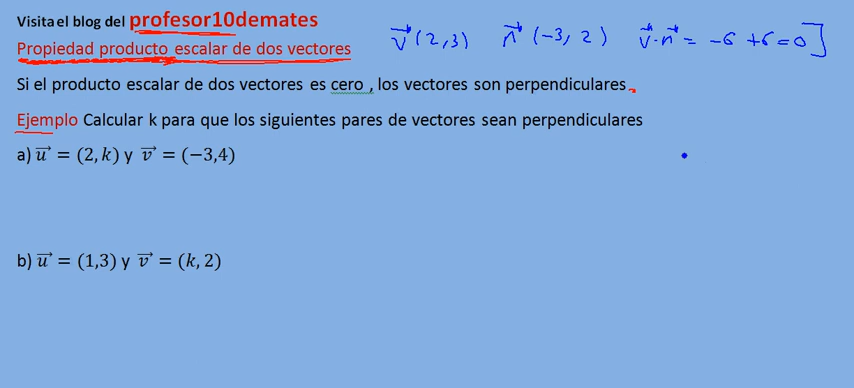 Visita el blog del profesor10demates
Propiedad producto escalar de dos vectores
v⃗ (2,3) n⃗ (-3, 2) v⃗·n⃗ = -6 +6=0
Si el producto escalar de dos vectores es cero , los vectores son perpendiculares.
Ejemplo Calcular k para que los siguientes pares de vectores sean perpendiculares
a) u⃗ = (2, k) y v⃗ = (−3,4)
b) u⃗ = (1,3) y v⃗ = (k, 2)